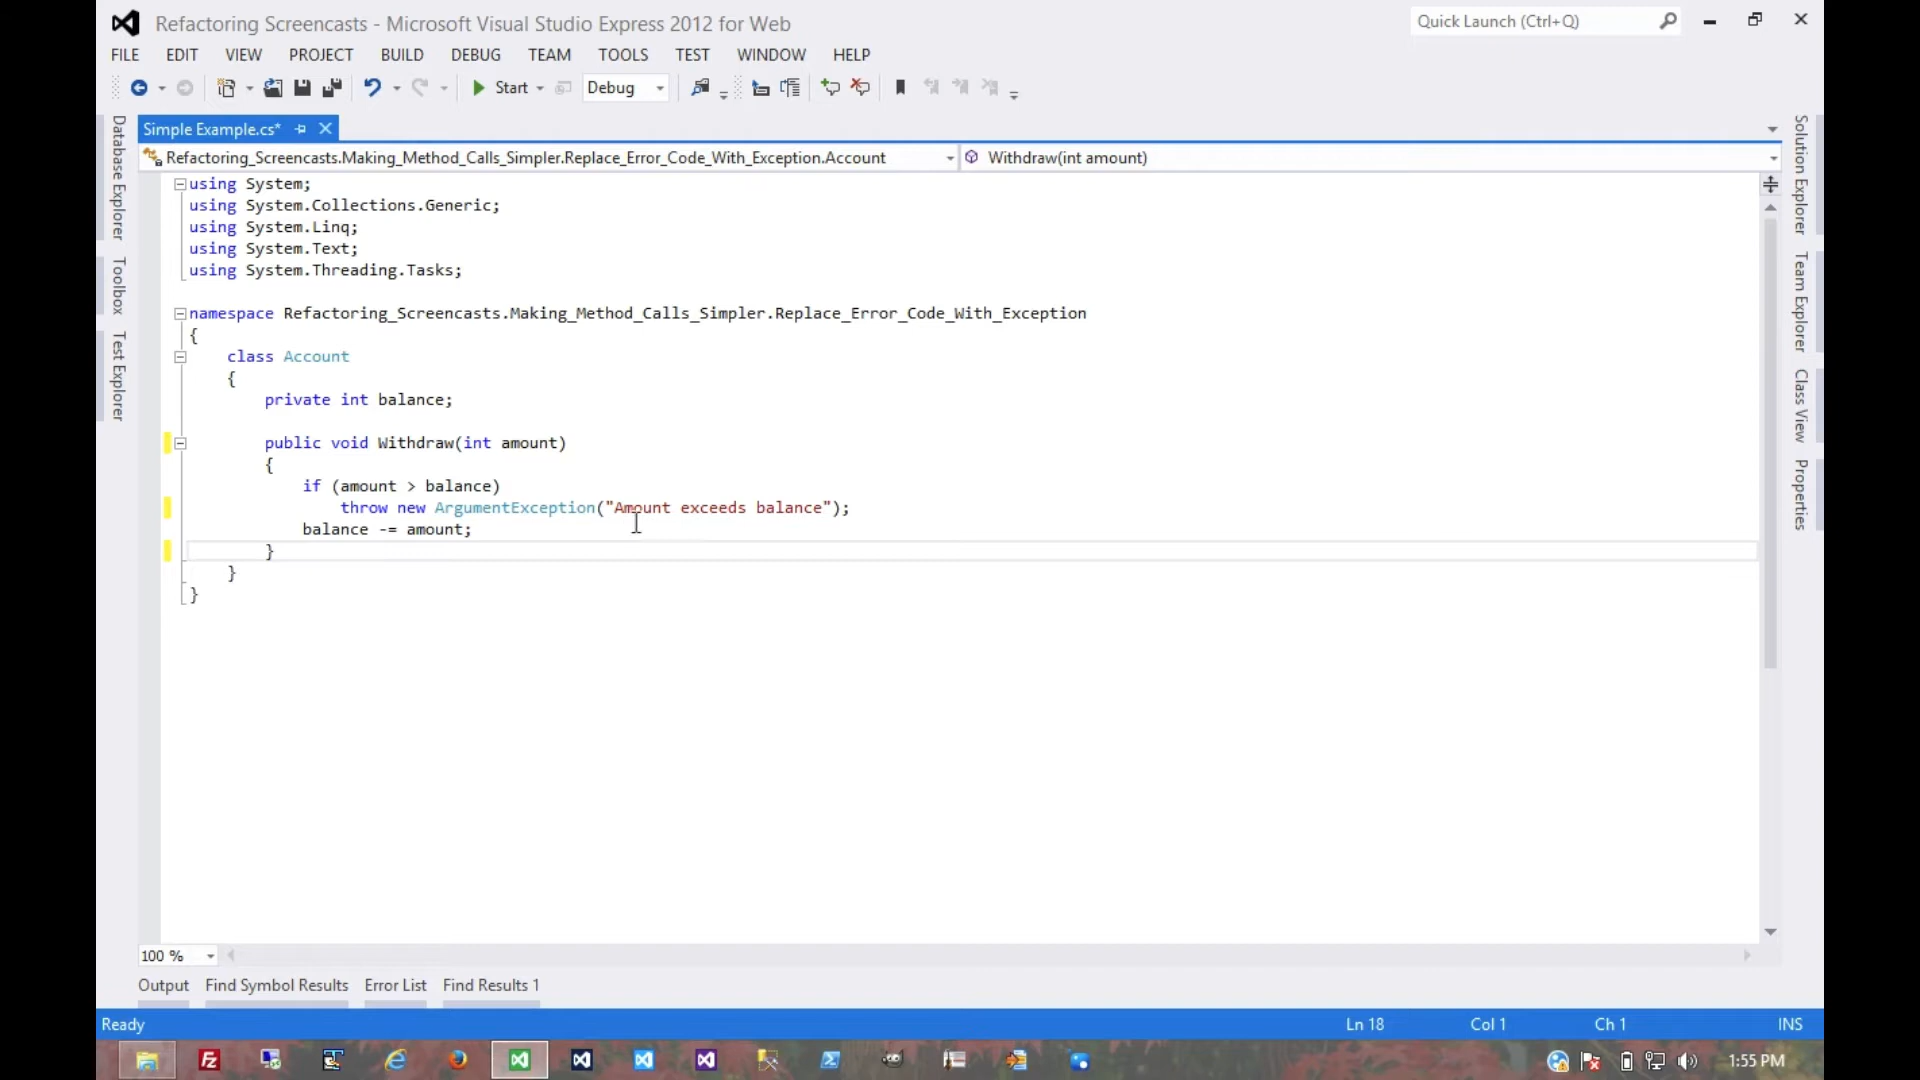 Refactoring Screencasts - Microsoft Visual Studio Express 2012 for Web
Quick Launch (Ctrl+Q)
FILE EDIT VIEW PROJECT BUILD DEBUG TEAM TOOLS TEST WINDOW HELP
Start Debug
Simple Example.cs*
Refactoring_Screencasts.Making_Method_Calls_Simpler.Replace_Error_Code_With_Exception.Account
Withdraw(int amount)
Database Explorer
Toolbox
Test Explorer
using System;
using System.Collections.Generic;
using System.Linq;
using System.Text;
using System.Threading.Tasks;
namespace Refactoring_Screencasts.Making_Method_Calls_Simpler.Replace_Error_Code_With_Exception
{
class Account
{
private int balance;
public void Withdraw(int amount)
{
if (amount > balance)
throw new ArgumentException("Amount exceeds balance");
balance -= amount;
}
}
}
Solution Explorer
Team Explorer
Class View
Properties
100 %
Output Find Symbol Results Error List Find Results 1
Ready Ln 18 Col 1 Ch 1 INS
1:55 PM